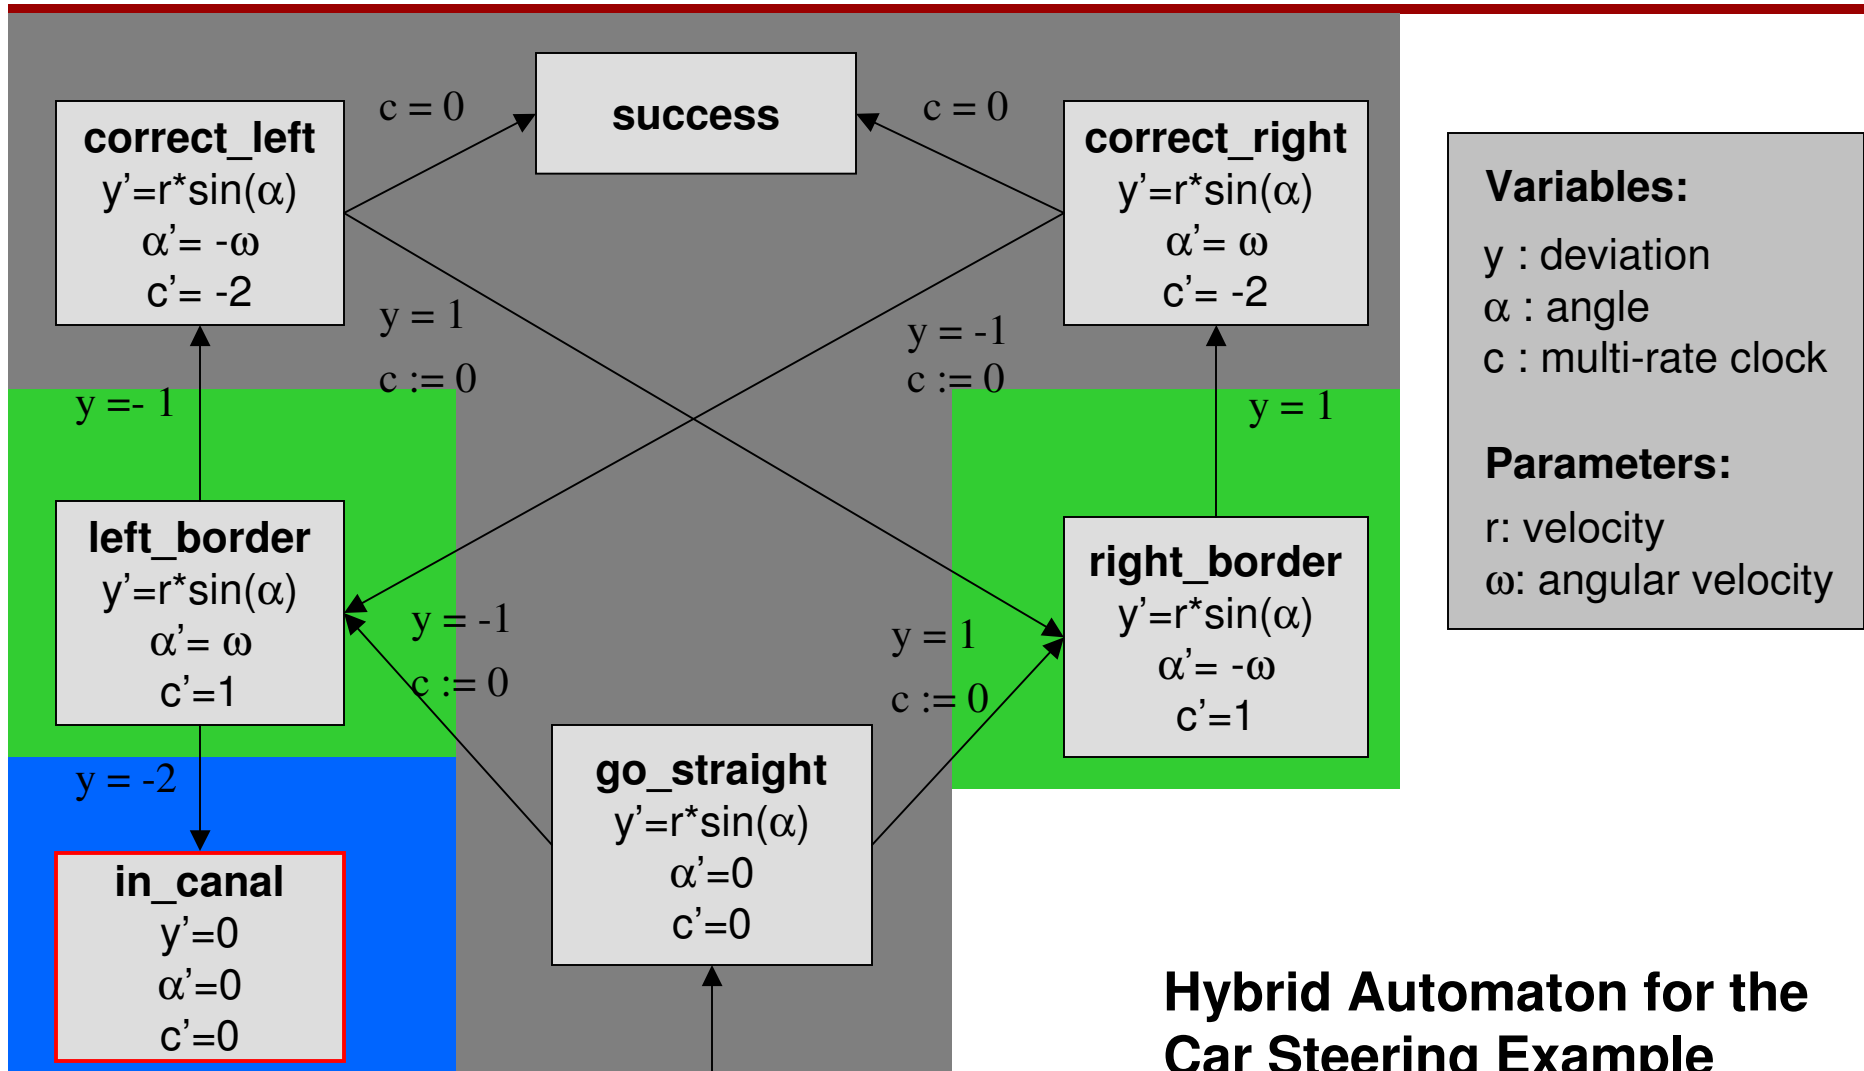 success
c = 0
c = 0
correct_left
y’=r*sin(α)
α’= -ω
c’= -2
correct_right
y’=r*sin(α)
α’= ω
c’= -2
y = 1
c := 0
y = -1
c := 0
y =- 1
y = 1
left_border
y’=r*sin(α)
α’= ω
c’=1
right_border
y’=r*sin(α)
α’= -ω
c’=1
y = -1
c := 0
y = 1
c := 0
y = -2
go_straight
y’=r*sin(α)
α’=0
c’=0
in_canal
y’=0
α’=0
c’=0
Variables:
y : deviation
α : angle
c : multi-rate clock
Parameters:
r: velocity
ω: angular velocity
Hybrid Automaton for the
Car Steering Example